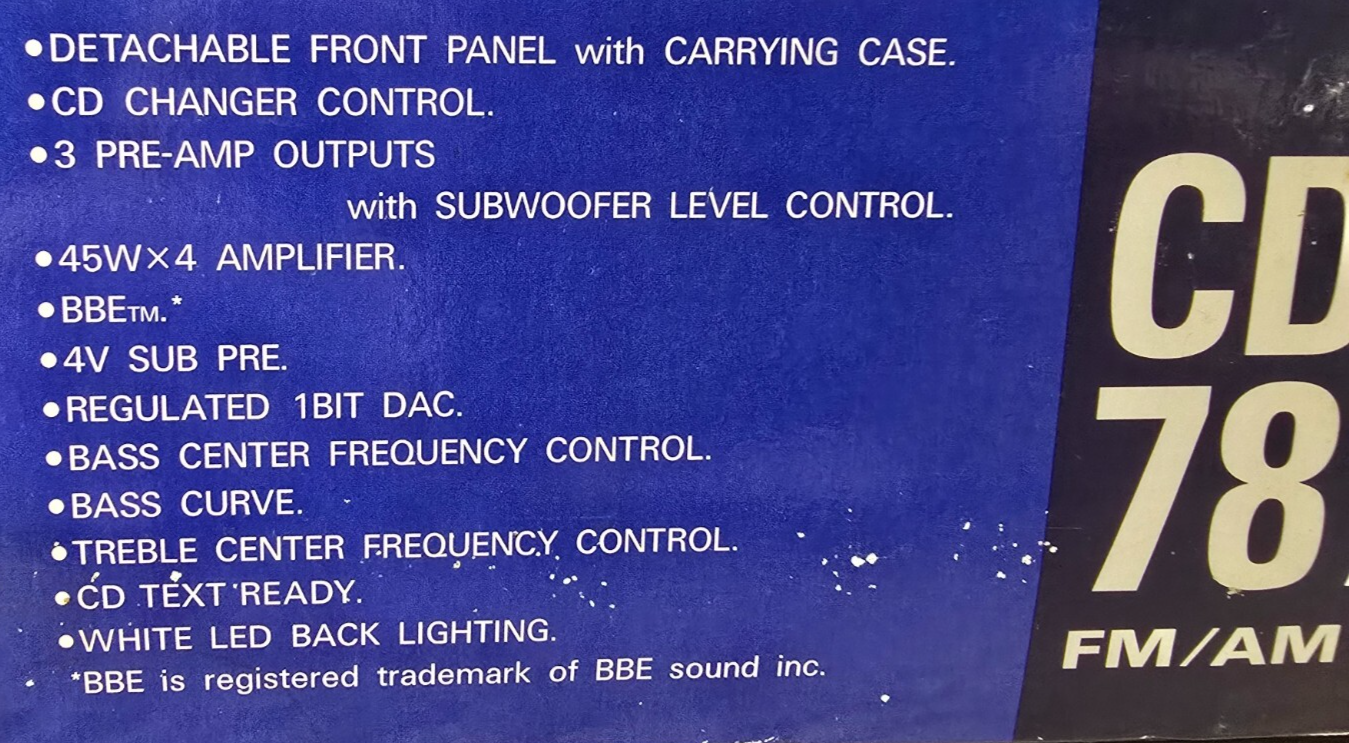 •DETACHABLE FRONT PANEL with CARRYING CASE.
•CD CHANGER CONTROL.
•3 PRE-AMP OUTPUTS
with SUBWOOFER LEVEL CONTROL.
•45W×4 AMPLIFIER.
•BBE™.*
•4V SUB PRE.
•REGULATED 1BIT DAC.
•BASS CENTER FREQUENCY CONTROL.
•BASS CURVE.
•TREBLE CENTER FREQUENCY CONTROL.
•CD TEXT READY.
•WHITE LED BACK LIGHTING.
*BBE is registered trademark of BBE sound inc.
CD
78
FM/AM